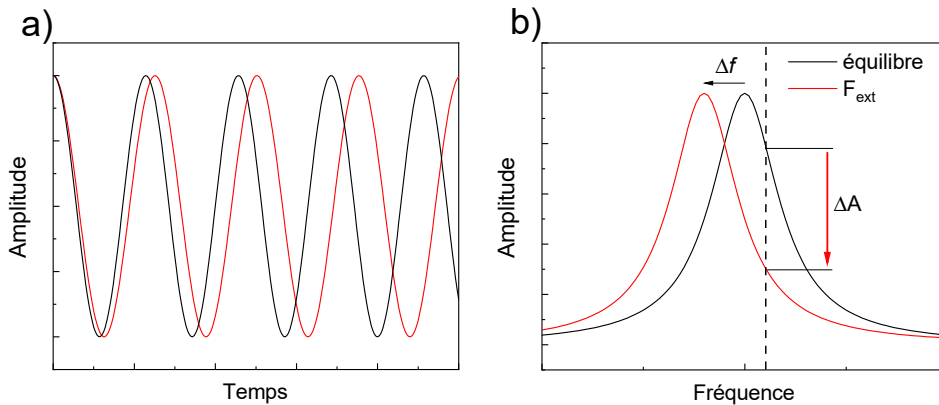 a)
Amplitude
Temps
b)
Δf
équilibre
F_ext
ΔA
Amplitude
Fréquence